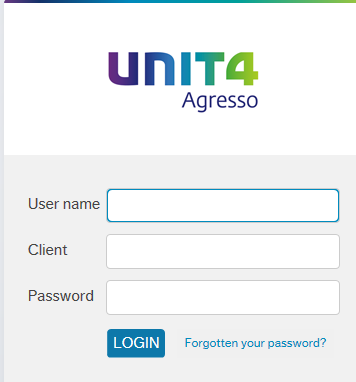 UNIT4
Agresso
User name
Client
Password
LOGIN Forgotten your password?